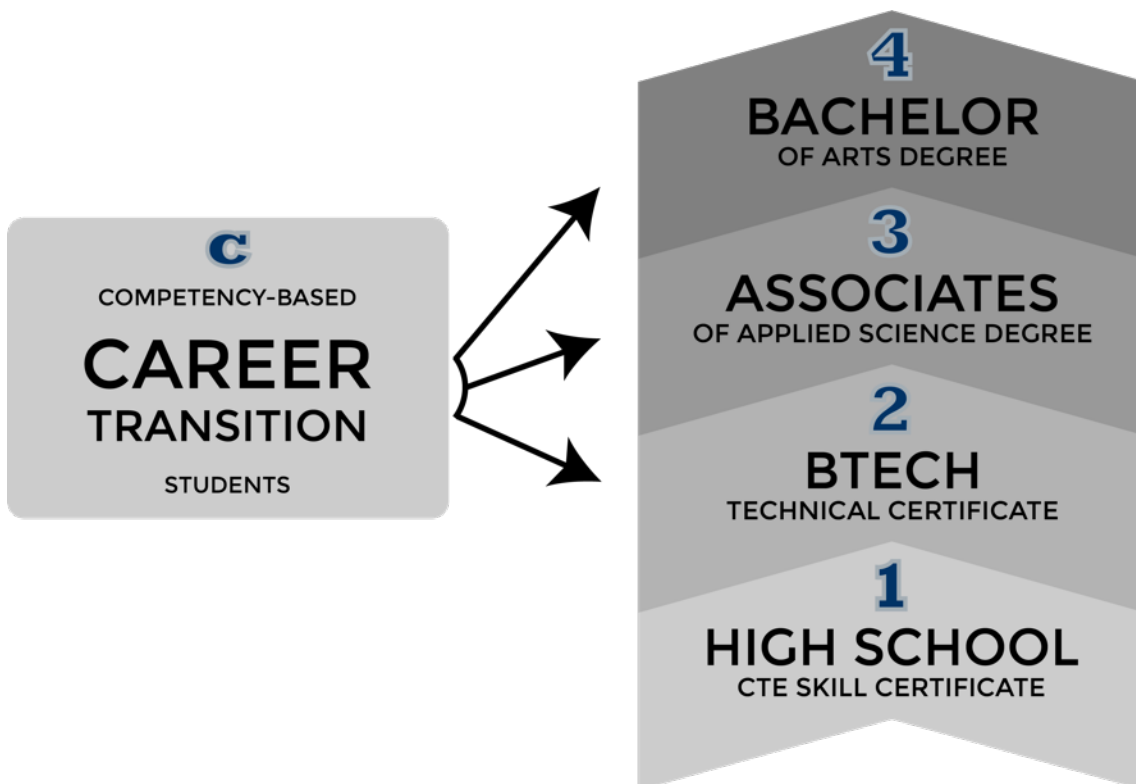 C
COMPETENCY-BASED
CAREER
TRANSITION
STUDENTS
4
BACHELOR
OF ARTS DEGREE
3
ASSOCIATES
OF APPLIED SCIENCE DEGREE
2
BTECH
TECHNICAL CERTIFICATE
1
HIGH SCHOOL
CTE SKILL CERTIFICATE